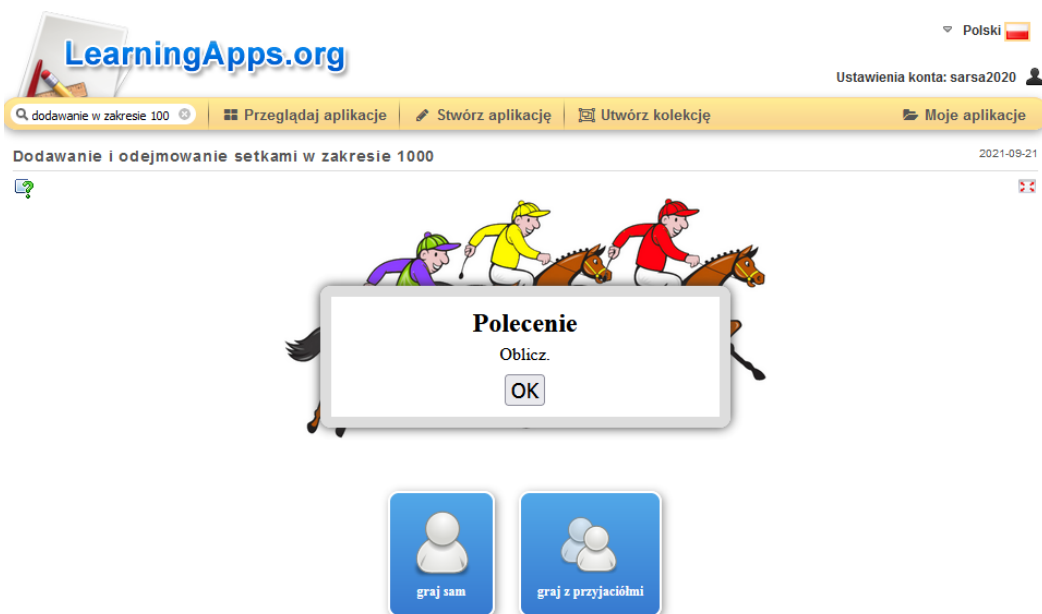 LearningApps.org
Polski
Ustawienia konta: sarsa2020
dodawanie w zakresie 100
Przeglądaj aplikacje
Stwórz aplikację
Utwórz kolekcję
Moje aplikacje
Dodawanie i odejmowanie setkami w zakresie 1000
2021-09-21
Polecenie
Oblicz.
OK
graj sam
graj z przyjaciółmi